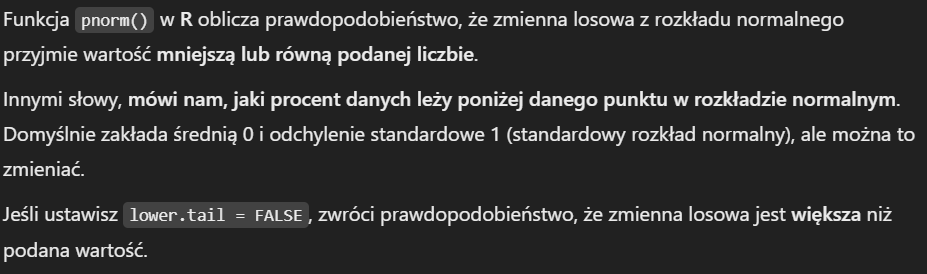 Funkcja pnorm() w R oblicza prawdopodobieństwo, że zmienna losowa z rozkładu normalnego
przyjmie wartość mniejszą lub równą podanej liczbie.
Innymi słowy, mówi nam, jaki procent danych leży poniżej danego punktu w rozkładzie normalnym.
Domyślnie zakłada średnią 0 i odchylenie standardowe 1 (standardowy rozkład normalny), ale można to
zmieniać.
Jeśli ustawisz lower.tail = FALSE, zwróci prawdopodobieństwo, że zmienna losowa jest większa niż
podana wartość.